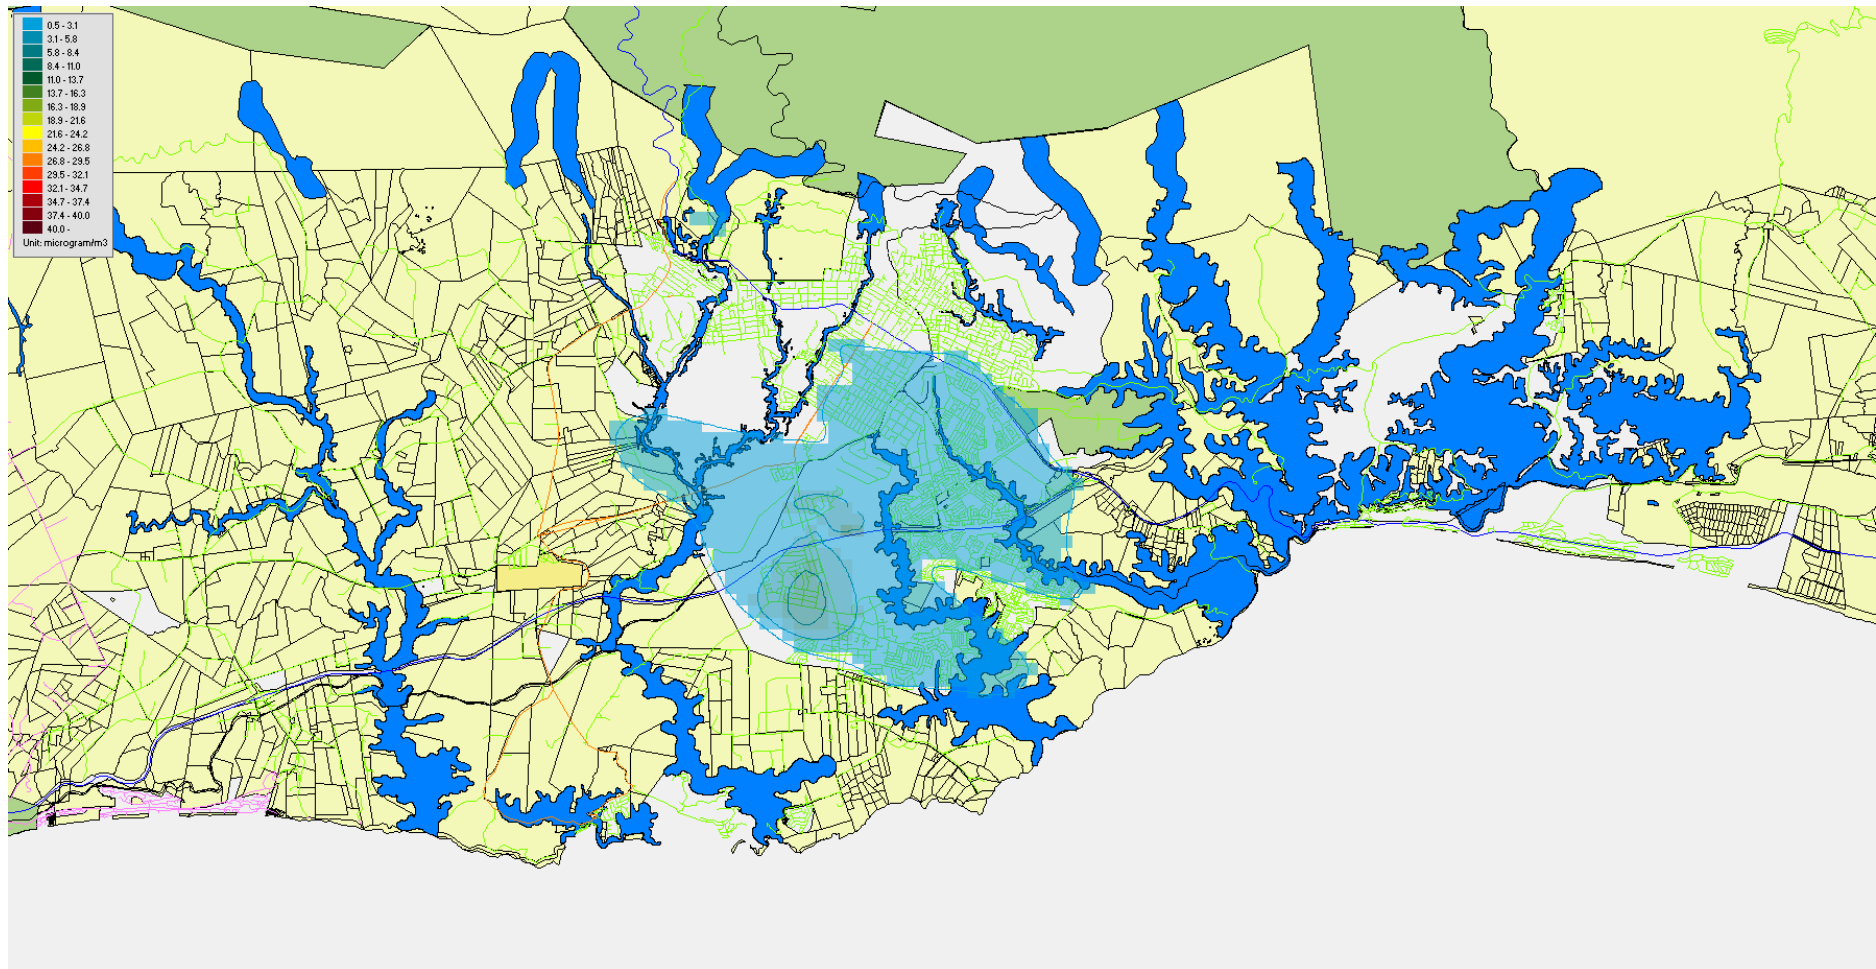 0.5 - 3.1
3.1 - 5.8
5.8 - 8.4
8.4 - 11.0
11.0 - 13.7
13.7 - 16.3
16.3 - 18.9
18.9 - 21.6
21.6 - 24.2
24.2 - 26.8
26.8 - 29.5
29.5 - 32.1
32.1 - 34.7
34.7 - 37.4
37.4 - 40.0
40.0 -
Unit: microgram/m3